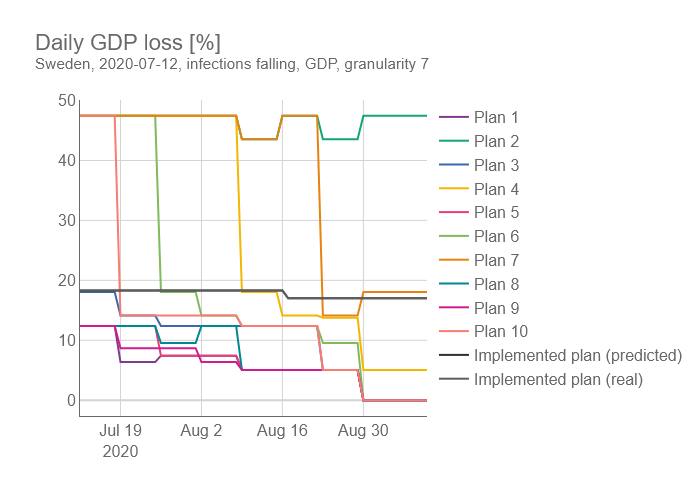 Daily GDP loss [%]
Sweden, 2020-07-12, infections falling, GDP, granularity 7
50
40
30
20
10
0
Jul 19
2020
Aug 2
Aug 16
Aug 30
Plan 1
Plan 2
Plan 3
Plan 4
Plan 5
Plan 6
Plan 7
Plan 8
Plan 9
Plan 10
Implemented plan (predicted)
Implemented plan (real)